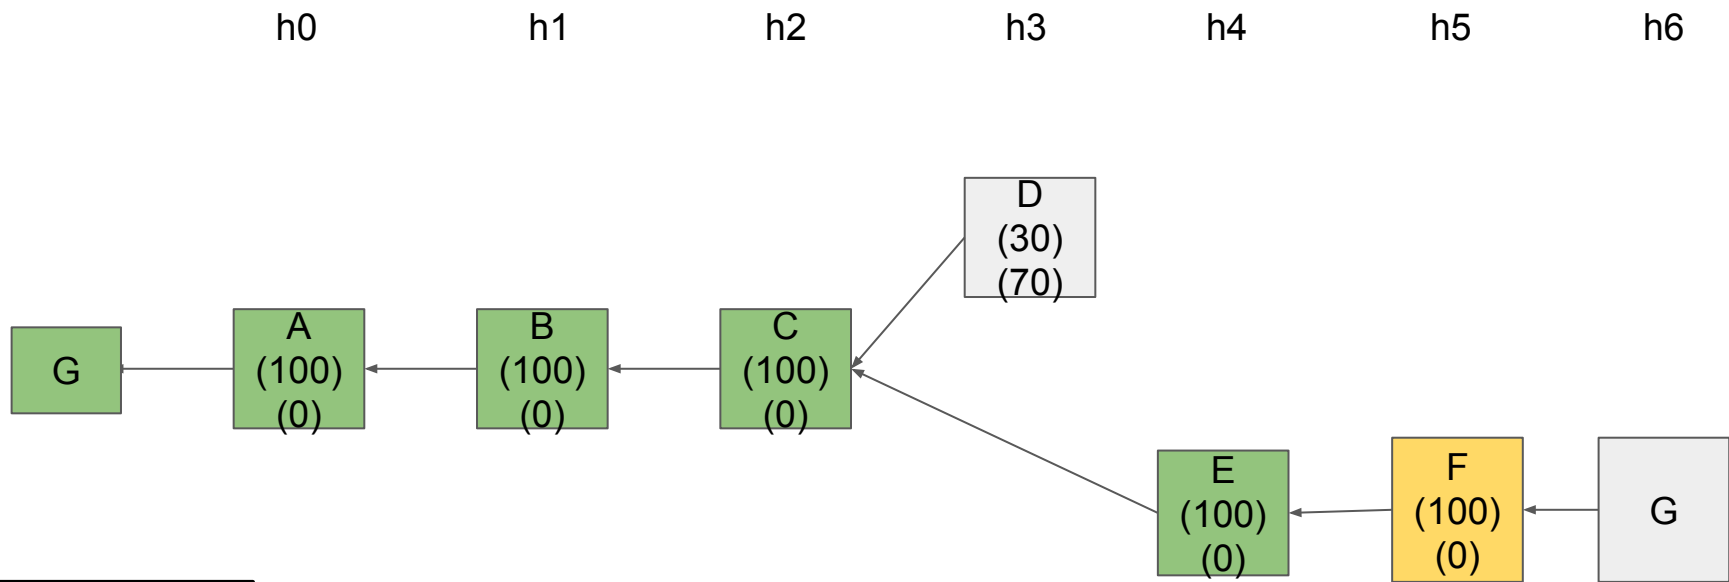 h0 h1 h2 h3 h4 h5 h6
D
(30)
(70)
G
A
(100)
(0)
B
(100)
(0)
C
(100)
(0)
E
(100)
(0)
F
(100)
(0)
G